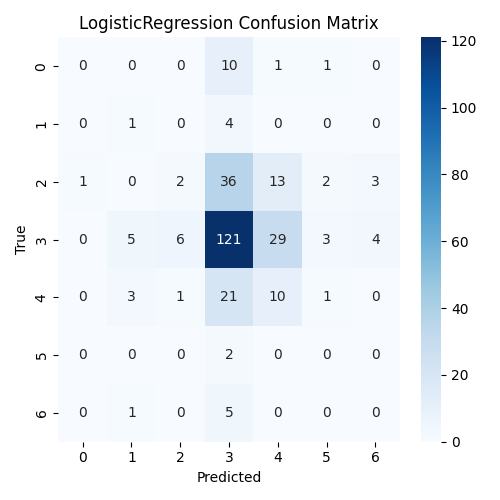 LogisticRegression Confusion Matrix
0 0 0 0 10 1 1 0
1 0 1 0 4 0 0 0
2 1 0 2 36 13 2 3
3 0 5 6 121 29 3 4
4 0 3 1 21 10 1 0
5 0 0 0 2 0 0 0
6 0 1 0 5 0 0 0
0 1 2 3 4 5 6
True
Predicted
120
100
80
60
40
20
0